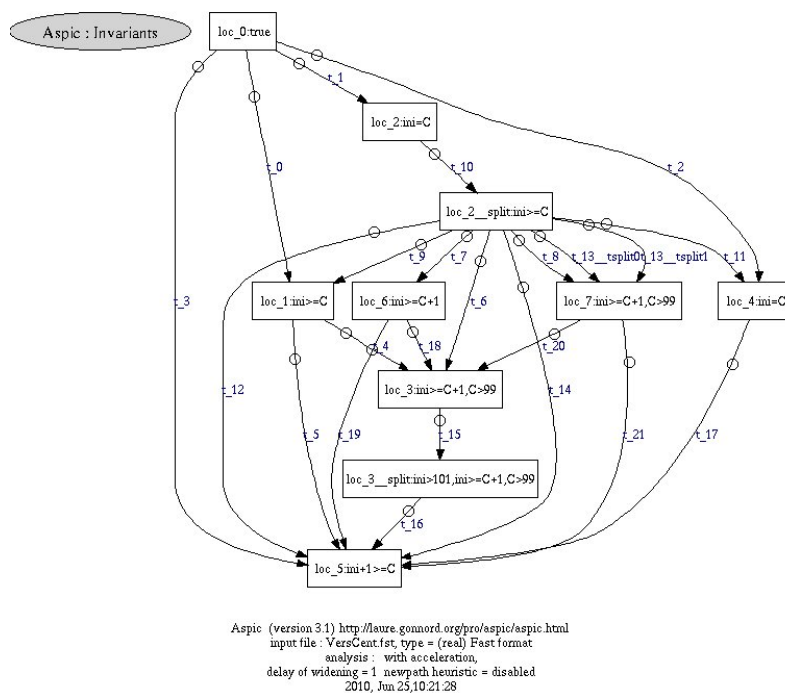 Aspic : Invariants
loc_0:true
t_1
loc_2:ini=C
t_10
t_0
t_2
loc_2__split:ini>=C
t_9
t_7
t_8
t_13__tsplit0
t_13__tsplit1
t_11
loc_1:ini>=C
loc_6:ini>=C+1
loc_7:ini>=C+1,C>99
loc_4:ini=C
t_3
t_6
t_4
t_18
t_20
loc_3:ini>=C+1,C>99
t_12
t_14
t_5
t_19
t_15
t_21
t_17
loc_3__split:ini>101,ini>=C+1,C>99
t_16
loc_5:ini+1>=C
Aspic (version 3.1) http://laure.gonnord.org/pro/aspic/aspic.html
input file : VersCent.fst, type = (real) Fast format
analysis : with acceleration,
delay of widening = 1 newpath heuristic = disabled
2010, Jun 25,10:21:28